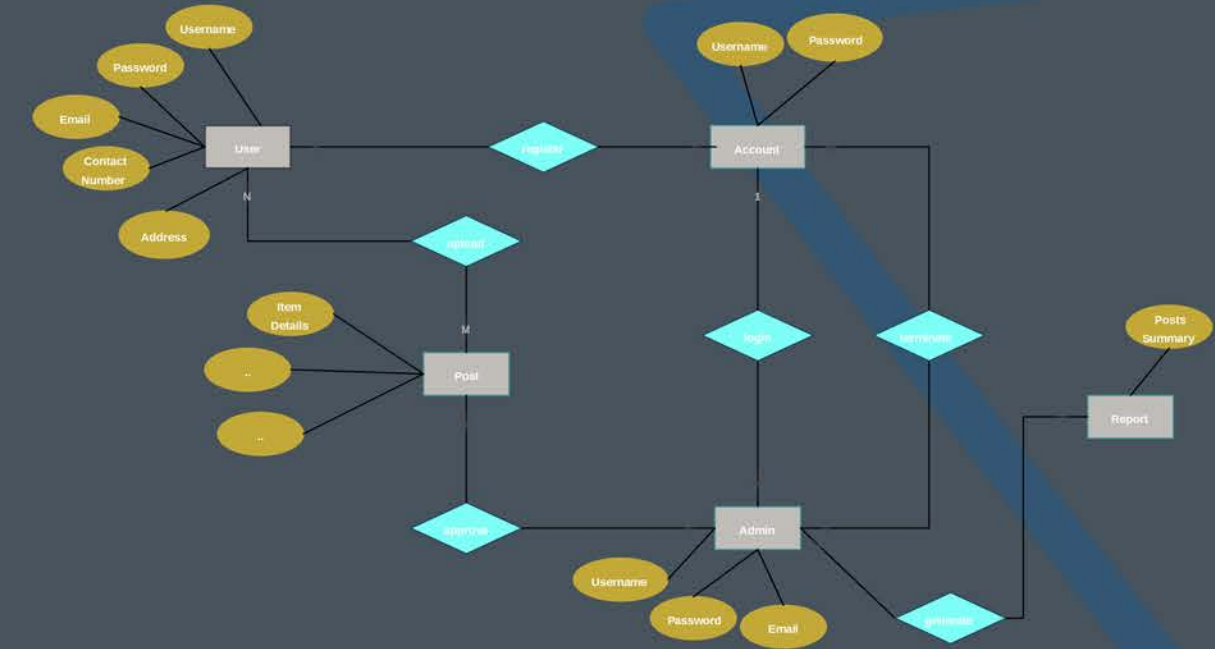 Username
Password
Email
Contact
Number
Address
User
register
Username
Password
Account
N
1
upload
Item
Details
..
..
M
Post
login
terminate
Posts
Summary
Report
approve
Admin
Username
Password
Email
generate